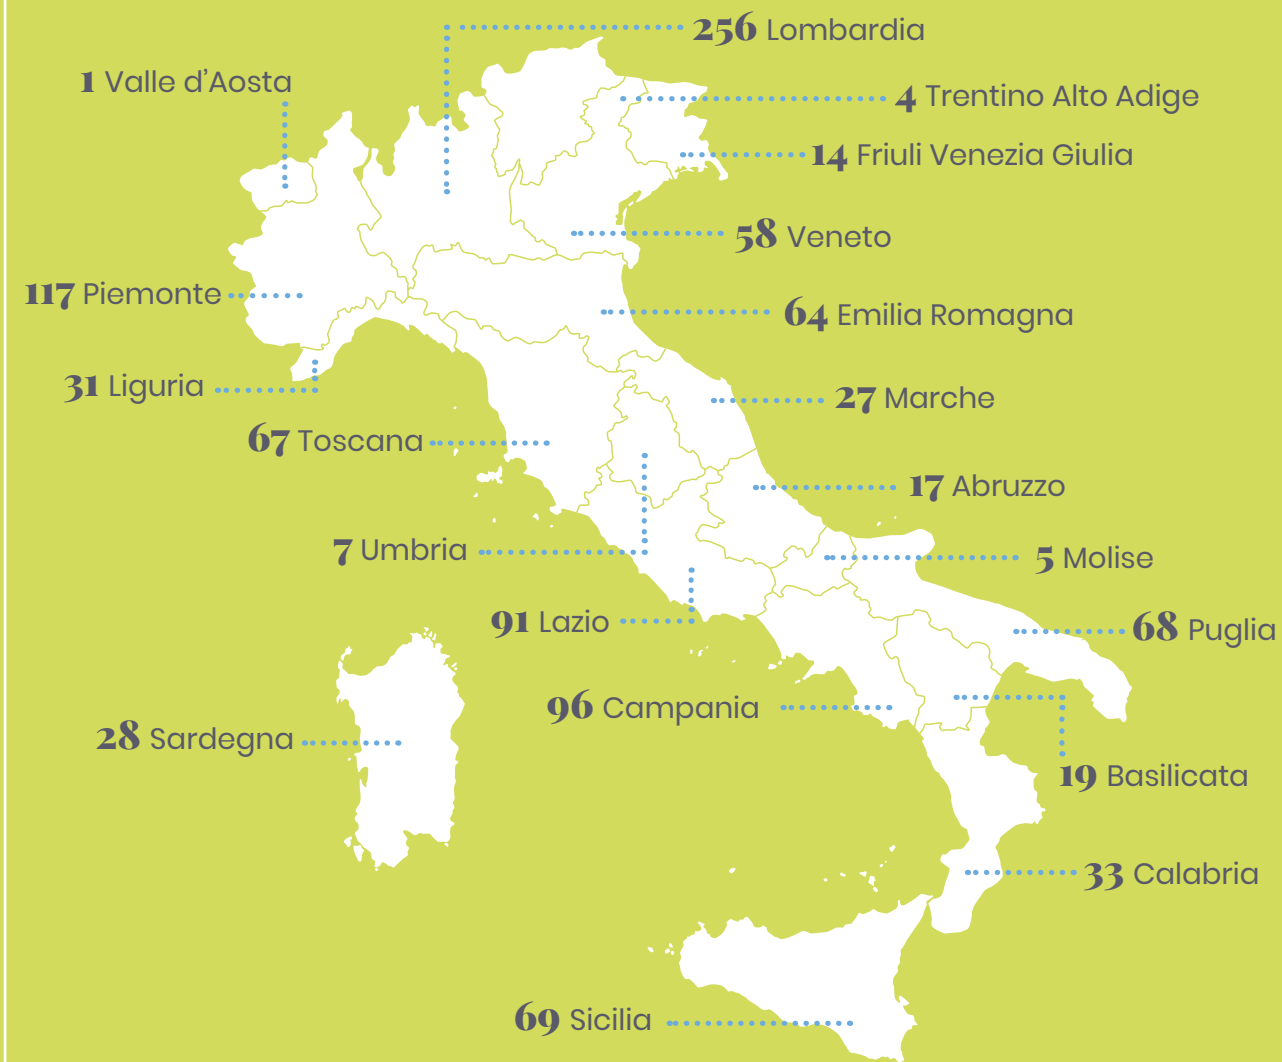 256 Lombardia
1 Valle d'Aosta
4 Trentino Alto Adige
14 Friuli Venezia Giulia
58 Veneto
117 Piemonte
64 Emilia Romagna
31 Liguria
27 Marche
67 Toscana
17 Abruzzo
7 Umbria
5 Molise
91 Lazio
68 Puglia
96 Campania
28 Sardegna
19 Basilicata
33 Calabria
69 Sicilia